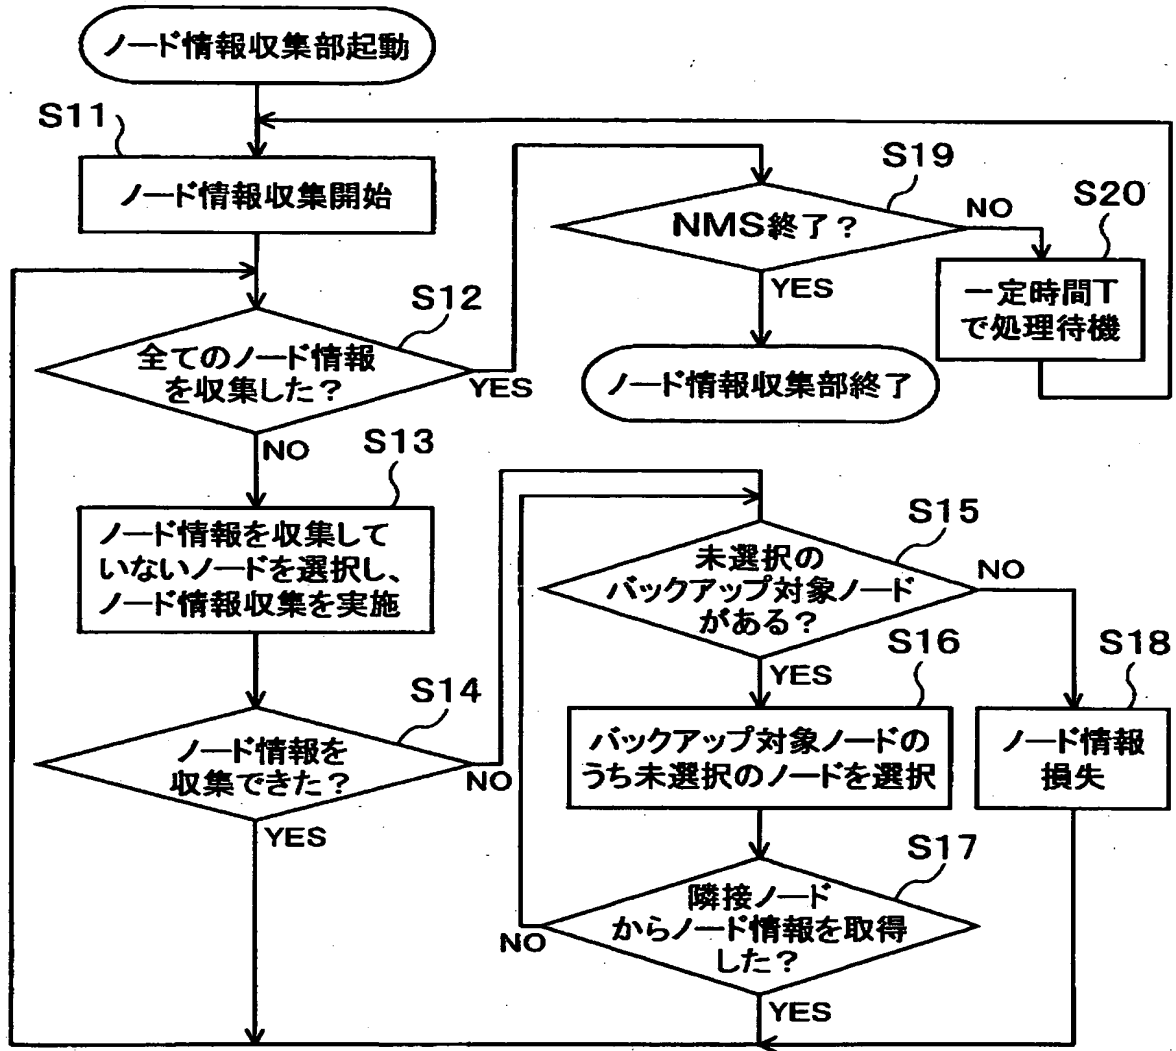 ノード情報収集部起動
S11
ノード情報収集開始
S12
全てのノード情報
を収集した?
YES
NO
S13
ノード情報を収集して
いないノードを選択し、
ノード情報収集を実施
S14
ノード情報を
収集できた?
NO
YES
S19
NMS終了?
NO
YES
S20
一定時間T
で処理待機
ノード情報収集部終了
S15
未選択の
バックアップ対象ノード
がある?
NO
YES
S16
バックアップ対象ノードの
うち未選択のノードを選択
S18
ノード情報
損失
S17
隣接ノード
からノード情報を取得
した?
NO
YES